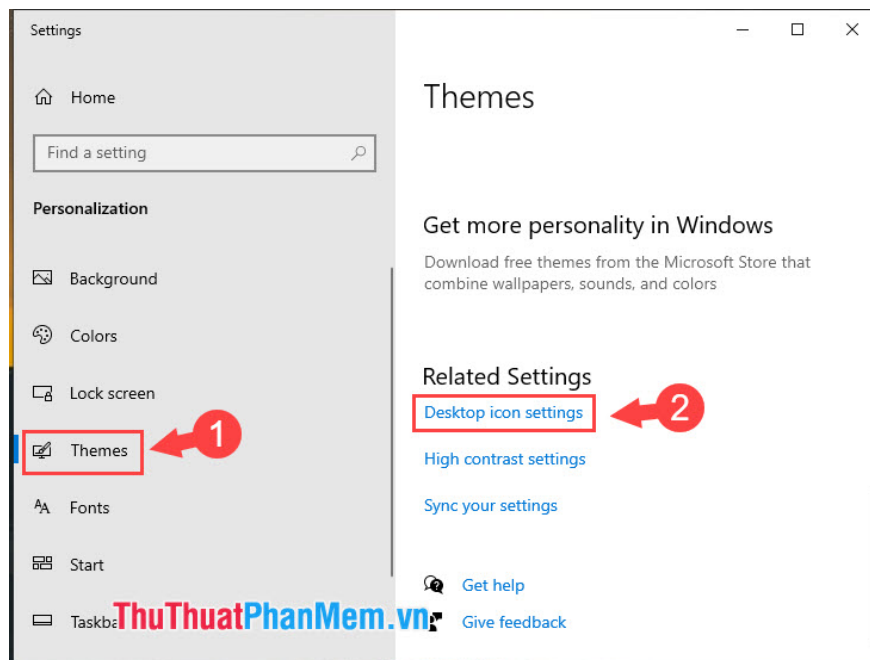 Settings
Home
Find a setting
Personalization
Background
Colors
Lock screen
Themes
1
Fonts
Start
ThuThuatPhanMem.vn
Themes
Get more personality in Windows
Download free themes from the Microsoft Store that
combine wallpapers, sounds, and colors
Related Settings
Desktop icon settings
2
High contrast settings
Sync your settings
Get help
Give feedback